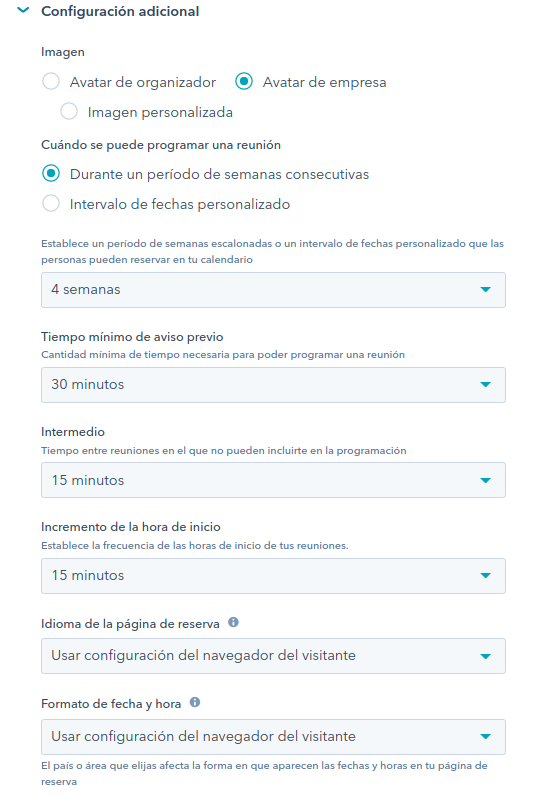 Configuración adicional
Imagen
Avatar de organizador
Avatar de empresa
Imagen personalizada
Cuándo se puede programar una reunión
Durante un período de semanas consecutivas
Intervalo de fechas personalizado
Establece un período de semanas escalonadas o un intervalo de fechas personalizado que las
personas pueden reservar en tu calendario
4 semanas
Tiempo mínimo de aviso previo
Cantidad mínima de tiempo necesaria para poder programar una reunión
30 minutos
Intermedio
Tiempo entre reuniones en el que no pueden incluirte en la programación
15 minutos
Incremento de la hora de inicio
Establece la frecuencia de las horas de inicio de tus reuniones.
15 minutos
Idioma de la página de reserva
Usar configuración del navegador del visitante
Formato de fecha y hora
Usar configuración del navegador del visitante
El país o área que elijas afecta la forma en que aparecen las fechas y horas en tu página de
reserva